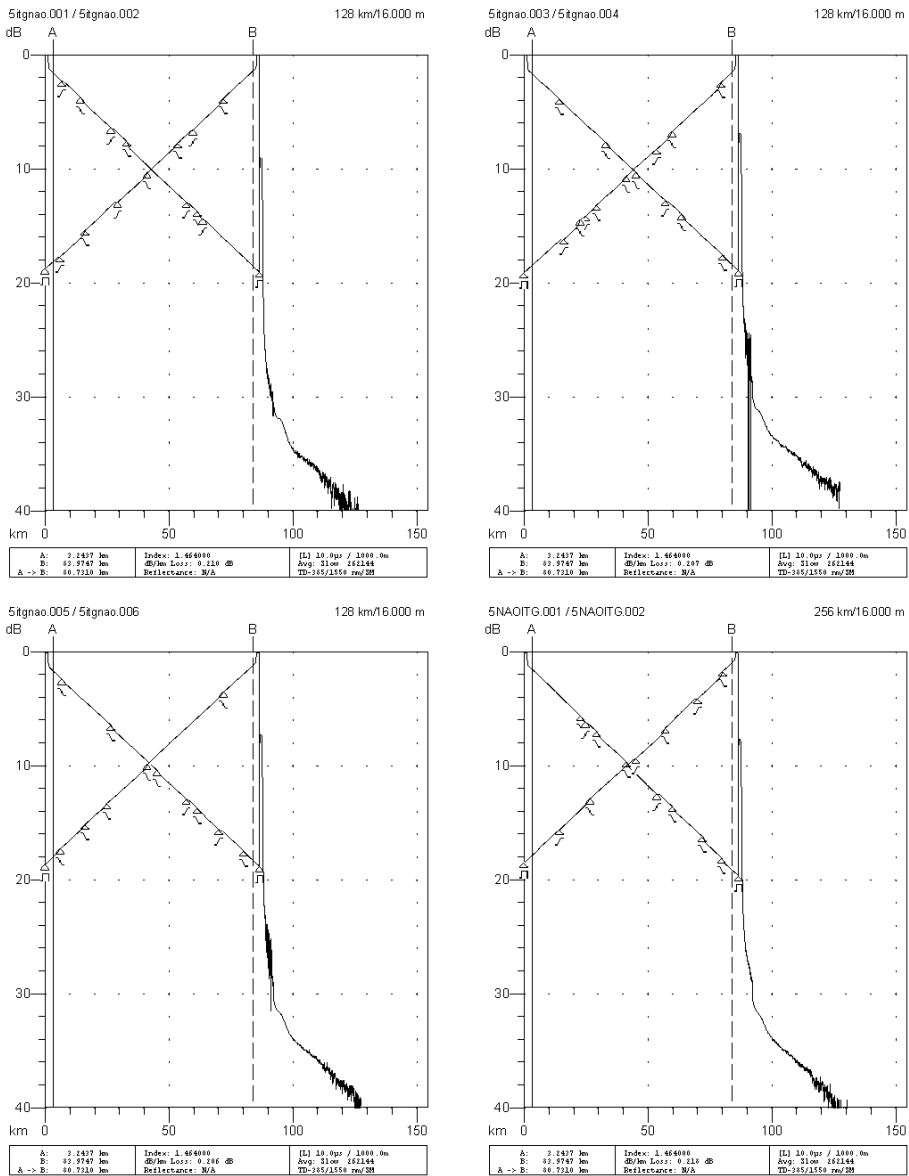 5itgnao.001 / 5itgnao.002 128 km/16.000 m
dB A B
0
10
20
30
40
km 0 50 100 150
A: 3.2437 km Index: 1.464000 [L] 10.0µs / 1000.0m
B: 83.9747 km dB/km Loss: 0.210 dB Avg: Slow 262144
A -> B: 80.7310 km Reflectance: N/A TD-385/1550 nm/SM
5itgnao.003 / 5itgnao.004 128 km/16.000 m
dB A B
0
10
20
30
40
km 0 50 100 150
A: 3.2437 km Index: 1.464000 [L] 10.0µs / 1000.0m
B: 83.9747 km dB/km Loss: 0.207 dB Avg: Slow 262144
A -> B: 80.7310 km Reflectance: N/A TD-385/1550 nm/SM
5itgnao.005 / 5itgnao.006 128 km/16.000 m
dB A B
0
10
20
30
40
km 0 50 100 150
A: 3.2437 km Index: 1.464000 [L] 10.0µs / 1000.0m
B: 83.9747 km dB/km Loss: 0.206 dB Avg: Slow 262144
A -> B: 80.7310 km Reflectance: N/A TD-385/1550 nm/SM
5NAOITG.001 / 5NAOITG.002 256 km/16.000 m
dB A B
0
10
20
30
40
km 0 50 100 150
A: 3.2437 km Index: 1.464000 [L] 10.0µs / 1000.0m
B: 83.9747 km dB/km Loss: 0.218 dB Avg: Slow 262144
A -> B: 80.7310 km Reflectance: N/A TD-385/1550 nm/SM